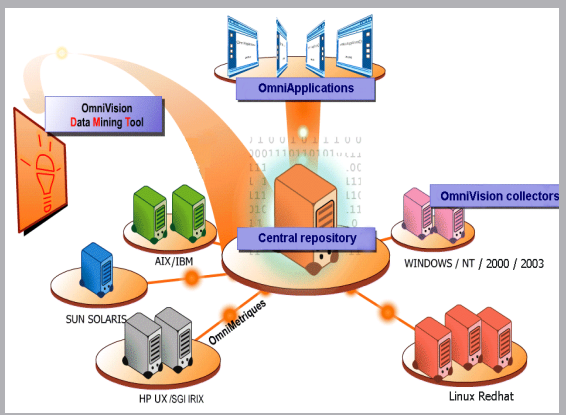 OmniApplications
OmniVision
Data Mining Tool
OmniVision collectors
Central repository
AIX/IBM
WINDOWS / NT / 2000 / 2003
SUN SOLARIS
OmniMetriques
HP UX /SGI IRIX
Linux Redhat